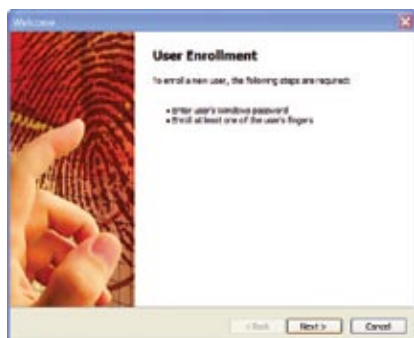 Welcome
User Enrollment
To enroll a new user, the following steps are required:
• Enter user's windows password
• Enroll at least one of the user's fingers
< Back Next > Cancel